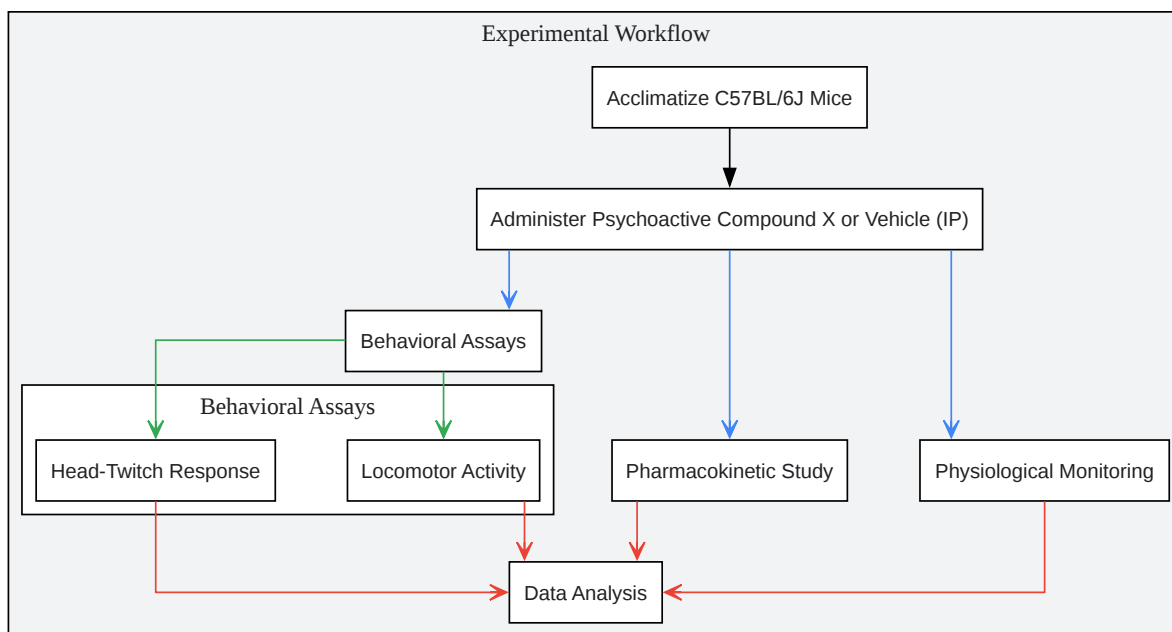 Experimental Workflow
Acclimatize C57BL/6J Mice
Administer Psychoactive Compound X or Vehicle (IP)
Behavioral Assays
Behavioral Assays
Head-Twitch Response
Locomotor Activity
Pharmacokinetic Study
Physiological Monitoring
Data Analysis